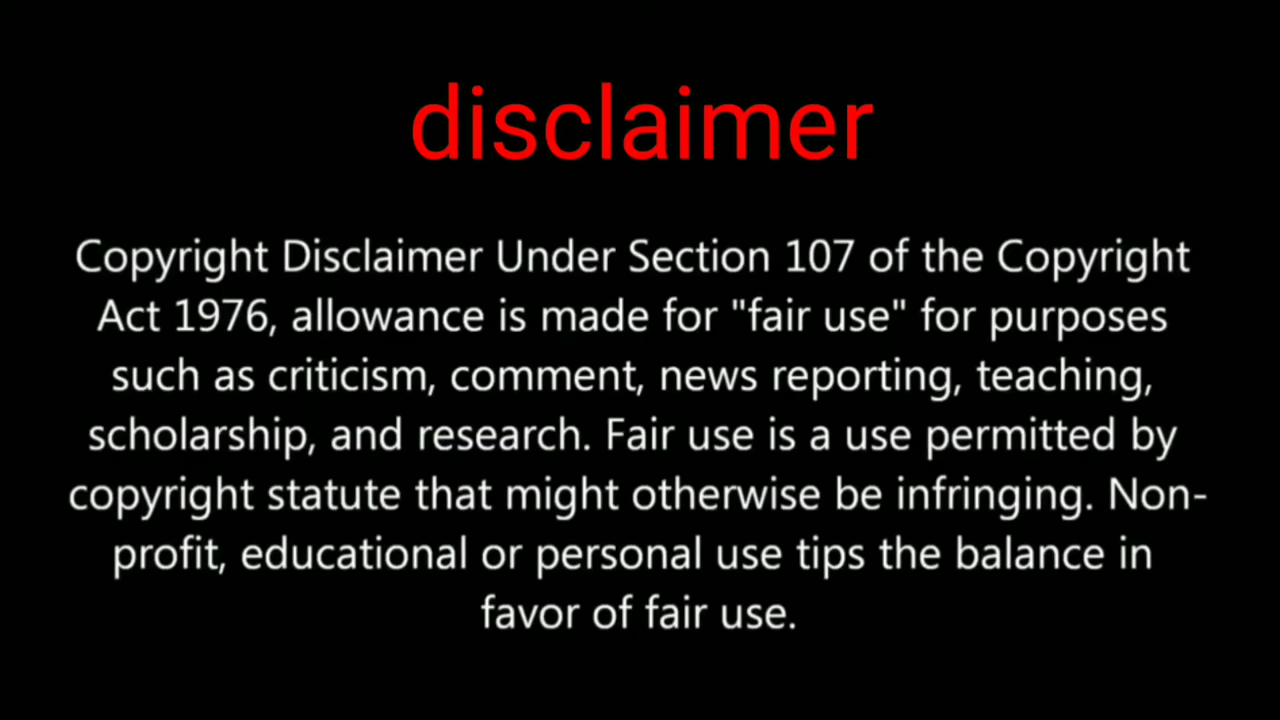 disclaimer
Copyright Disclaimer Under Section 107 of the Copyright
Act 1976, allowance is made for "fair use" for purposes
such as criticism, comment, news reporting, teaching,
scholarship, and research. Fair use is a use permitted by
copyright statute that might otherwise be infringing. Non-
profit, educational or personal use tips the balance in
favor of fair use.